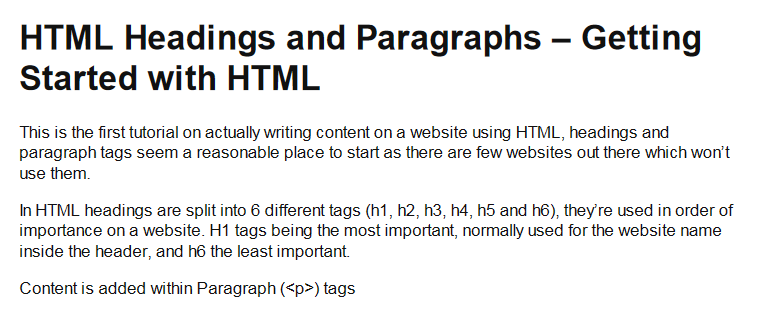 HTML Headings and Paragraphs – Getting
Started with HTML
This is the first tutorial on actually writing content on a website using HTML, headings and
paragraph tags seem a reasonable place to start as there are few websites out there which won’t
use them.
In HTML headings are split into 6 different tags (h1, h2, h3, h4, h5 and h6), they’re used in order of
importance on a website. H1 tags being the most important, normally used for the website name
inside the header, and h6 the least important.
Content is added within Paragraph (<p>) tags